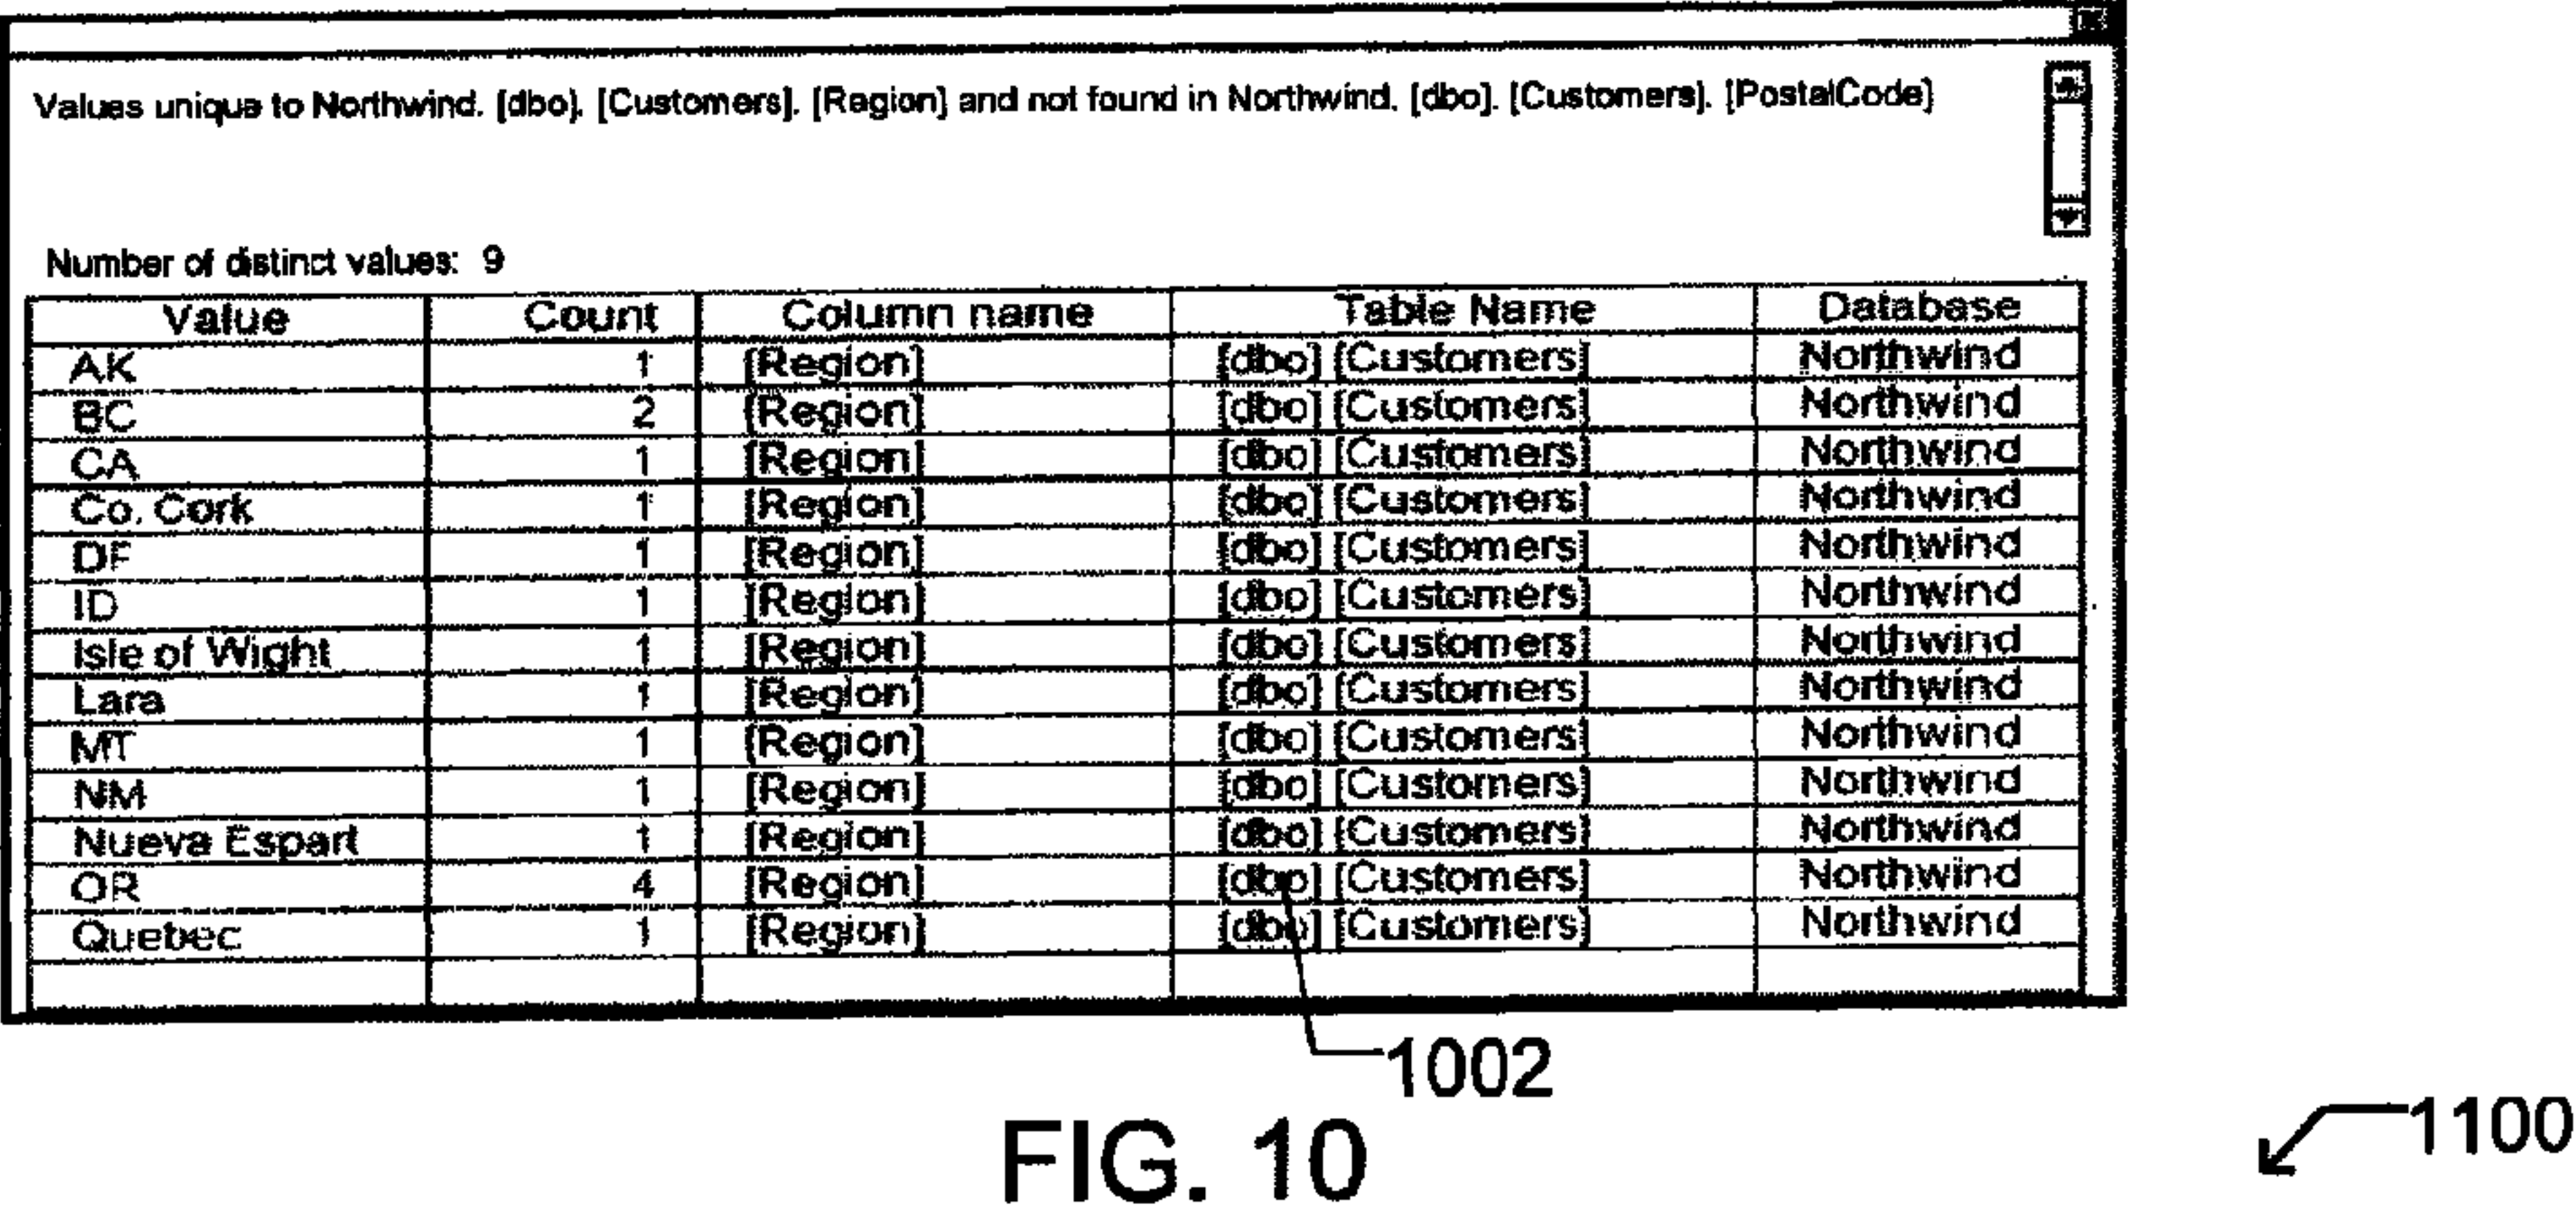 Values unique to Northwind. [dbo]. [Customers]. [Region] and not found in Northwind. [dbo]. [Customers]. [PostalCode]
Number of distinct values: 9
Value Count Column name Table Name Database
AK 1 [Region] [dbo] [Customers] Northwind
BC 2 [Region] [dbo] [Customers] Northwind
CA 1 [Region] [dbo] [Customers] Northwind
Co. Cork 1 [Region] [dbo] [Customers] Northwind
DF 1 [Region] [dbo] [Customers] Northwind
ID 1 [Region] [dbo] [Customers] Northwind
Isle of Wight 1 [Region] [dbo] [Customers] Northwind
Lara 1 [Region] [dbo] [Customers] Northwind
MT 1 [Region] [dbo] [Customers] Northwind
NM 1 [Region] [dbo] [Customers] Northwind
Nueva Espart 1 [Region] [dbo] [Customers] Northwind
OR 4 [Region] [dbo] [Customers] Northwind
Quebec 1 [Region] [dbo] [Customers] Northwind
1002
FIG. 10
1100